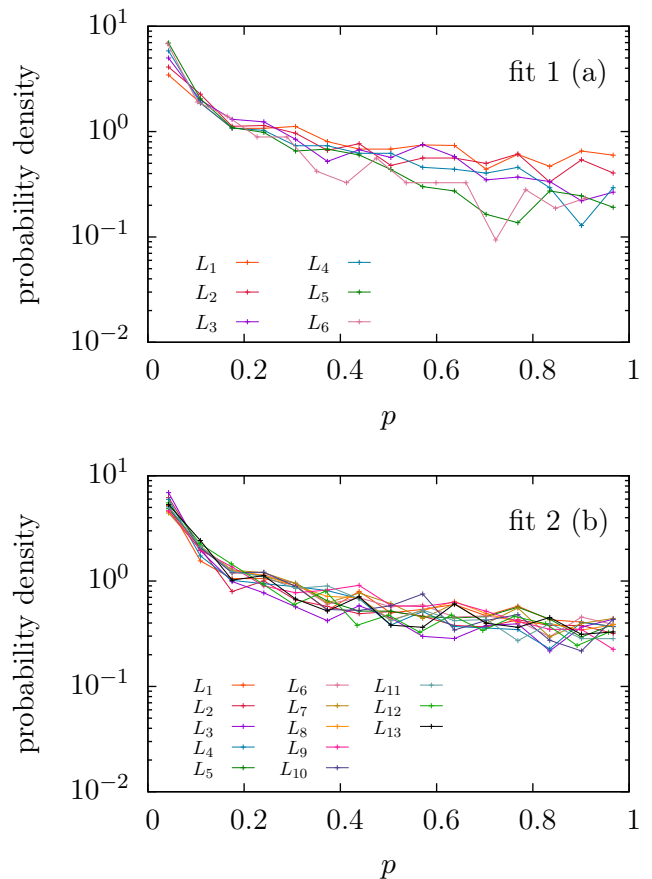 10^1
fit 1 (a)
10^0
probability density
10^{-1}
L_1 L_4
L_2 L_5
L_3 L_6
10^{-2}
0 0.2 0.4 0.6 0.8 1
p
10^1
fit 2 (b)
10^0
probability density
10^{-1}
L_1 L_6 L_11
L_2 L_7 L_12
L_3 L_8 L_13
L_4 L_9
L_5 L_10
10^{-2}
0 0.2 0.4 0.6 0.8 1
p